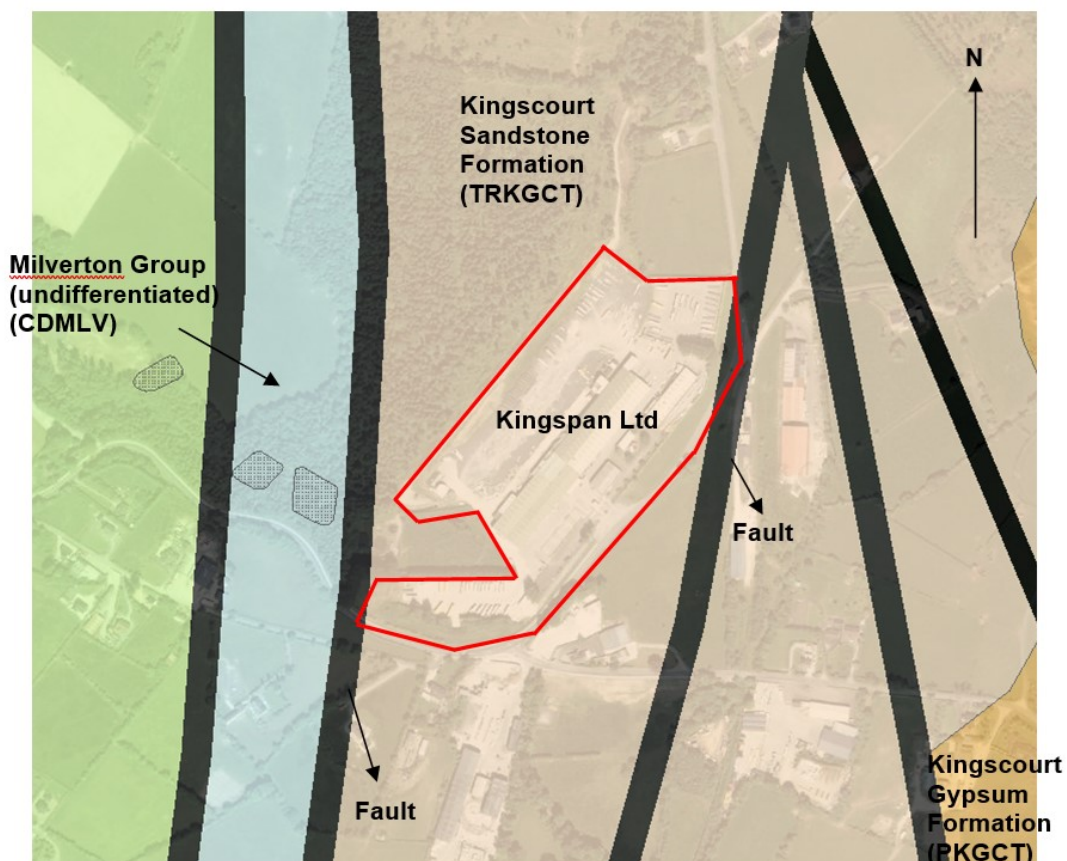 N
Kingscourt
Sandstone
Formation
(TRKGCT)
Milverton Group
(undifferentiated)
(CDMLV)
Kingspan Ltd
Fault
Fault
Kingscourt
Gypsum
Formation
(PKGCT)